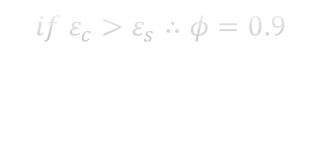 if ε_c > ε_s ∴ ϕ = 0.9